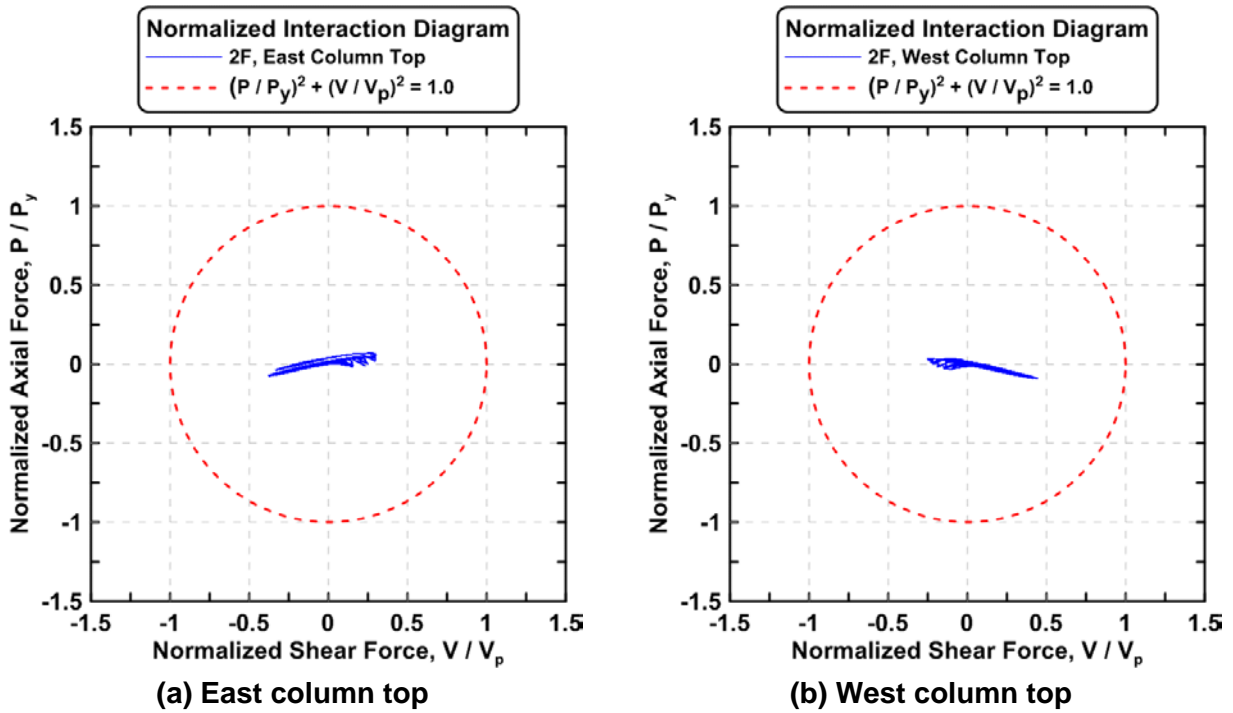 Normalized Interaction Diagram
2F, East Column Top
(P / Py)² + (V / Vp)² = 1.0
1.5
1
0.5
0
-0.5
-1
-1.5
Normalized Axial Force, P / Py
-1.5 -1 -0.5 0 0.5 1 1.5
Normalized Shear Force, V / Vp
(a) East column top
Normalized Interaction Diagram
2F, West Column Top
(P / Py)² + (V / Vp)² = 1.0
1.5
1
0.5
0
-0.5
-1
-1.5
Normalized Axial Force, P / Py
-1.5 -1 -0.5 0 0.5 1 1.5
Normalized Shear Force, V / Vp
(b) West column top